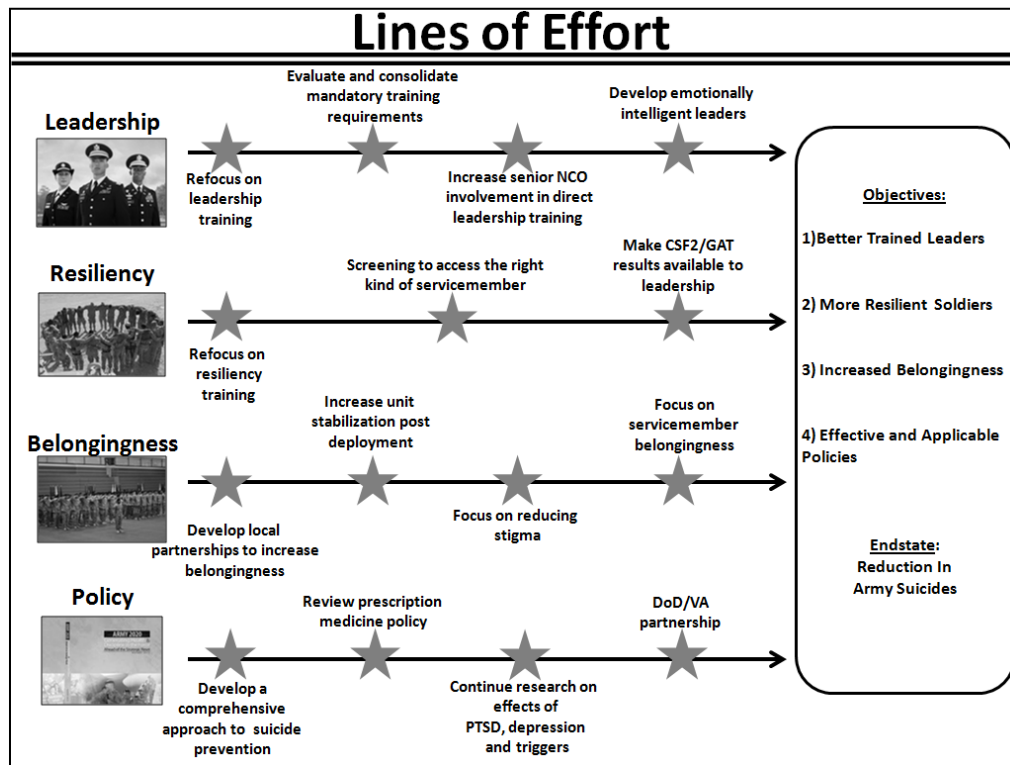 Lines of Effort
Leadership
Evaluate and consolidate
mandatory training
requirements
Develop emotionally
intelligent leaders
Refocus on
leadership
training
Increase senior NCO
involvement in direct
leadership training
Resiliency
Screening to access the right
kind of servicemember
Make CSF2/GAT
results available to
leadership
Refocus on
resiliency
training
Belongingness
Increase unit
stabilization post
deployment
Focus on
servicemember
belongingness
Develop local
partnerships to increase
belongingness
Focus on reducing
stigma
Policy
ARMY 2020
Review prescription
medicine policy
DoD/VA
partnership
Develop a
comprehensive
approach to suicide
prevention
Continue research on
effects of
PTSD, depression
and triggers
Objectives:
1)Better Trained Leaders
2) More Resilient Soldiers
3) Increased Belongingness
4) Effective and Applicable
Policies
Endstate:
Reduction In
Army Suicides